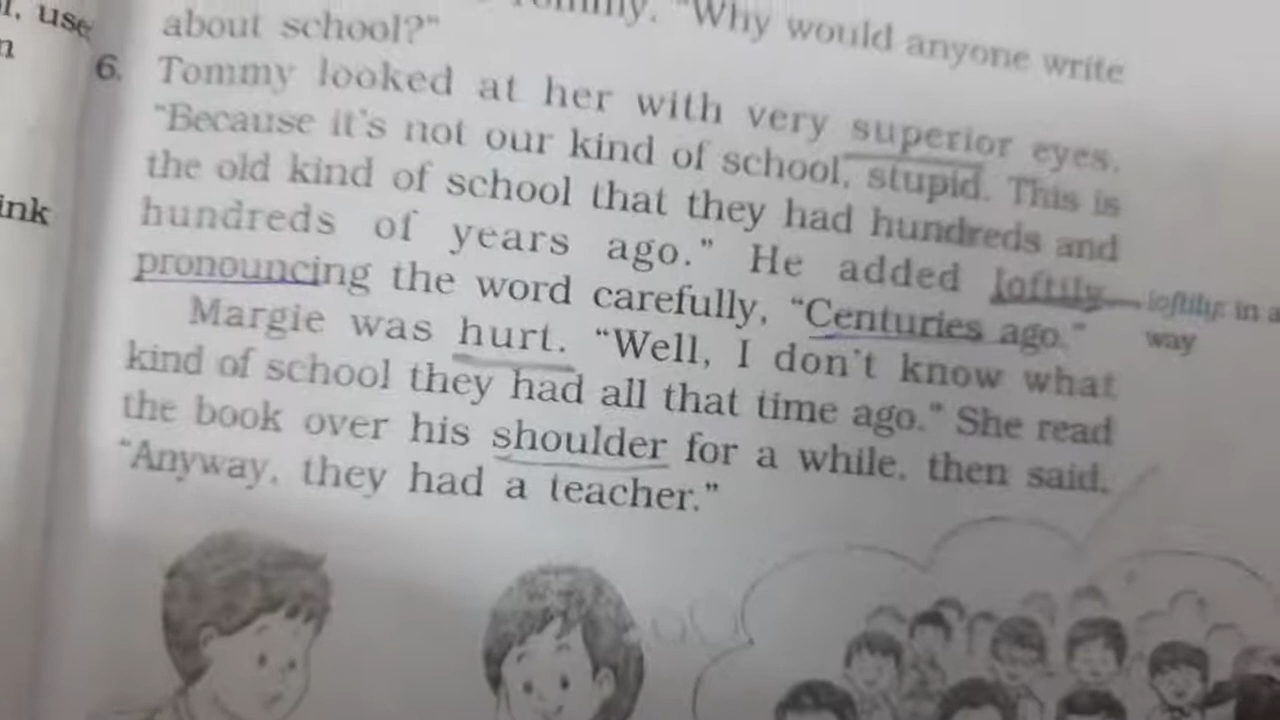 l, use
n
ink
"Why would anyone write
about school?"
6. Tommy looked at her with very superior eyes.
"Because it's not our kind of school, stupid. This is
the old kind of school that they had hundreds and
hundreds of years ago." He added loftily,
pronouncing the word carefully, "Centuries ago."
loftily: in a
way
Margie was hurt. "Well, I don't know what
kind of school they had all that time ago." She read
the book over his shoulder for a while, then said,
"Anyway, they had a teacher."